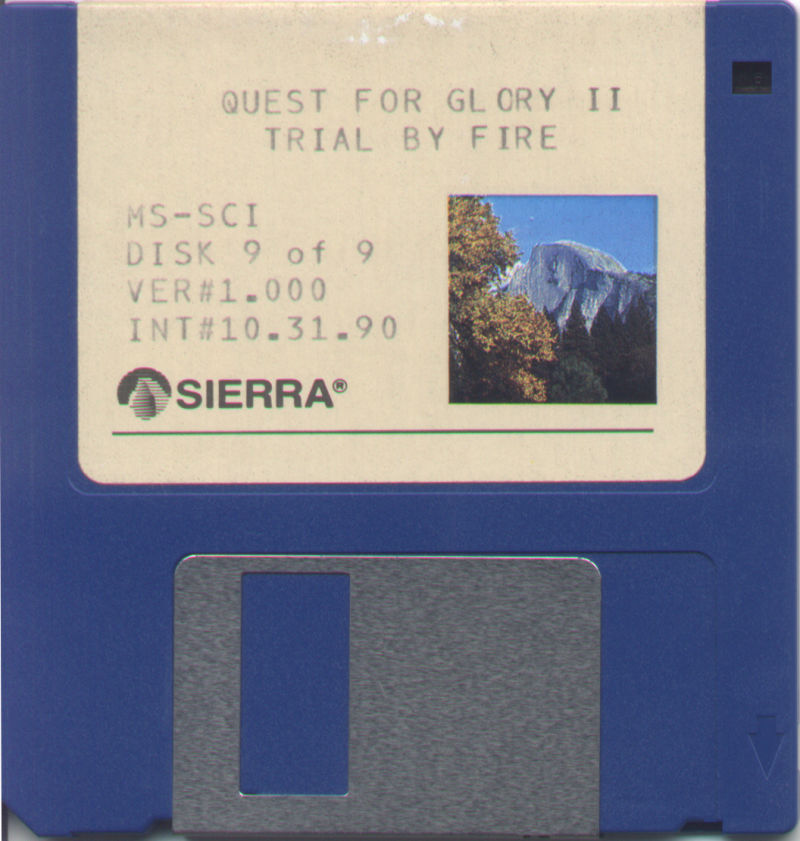 QUEST FOR GLORY II
TRIAL BY FIRE
MS-SCI
DISK 9 of 9
VER#1.000
INT#10.31.90
SIERRA®